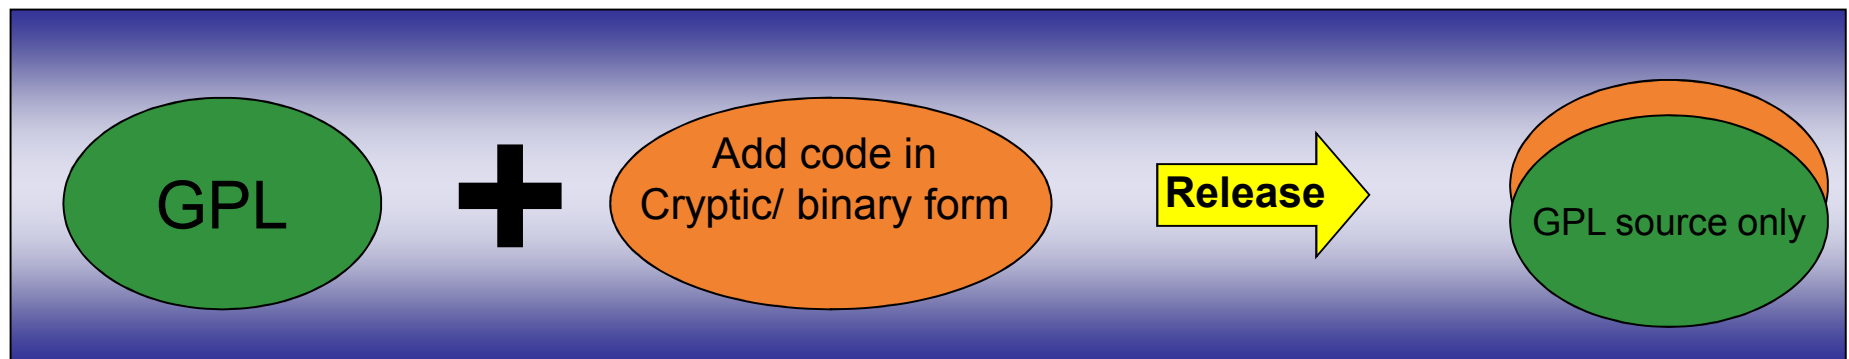 GPL
Add code in
Cryptic/ binary form
Release
GPL source only